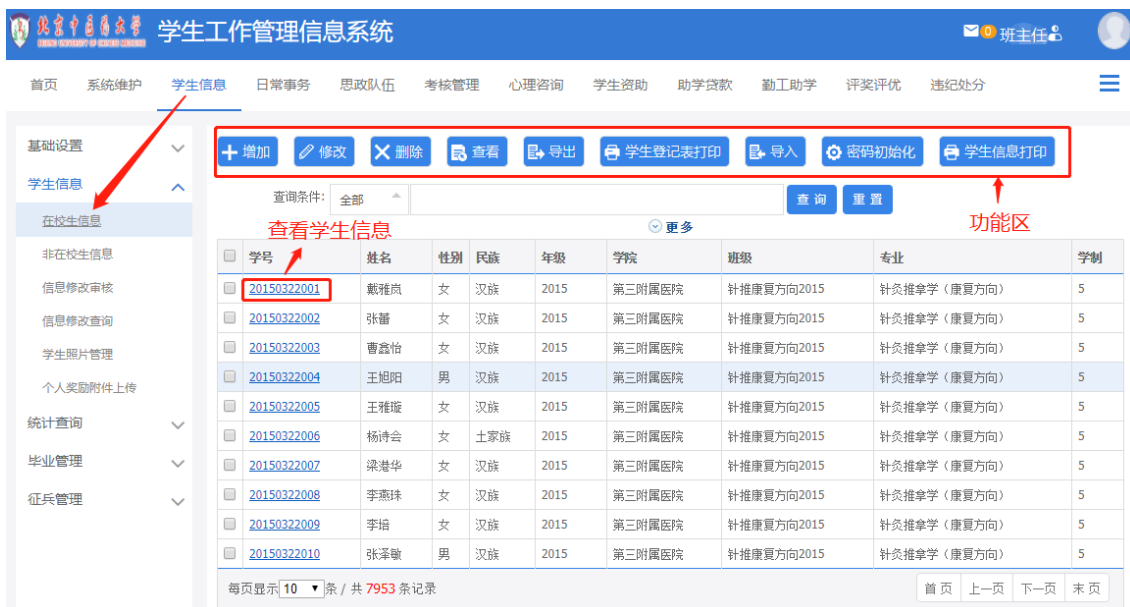 北京中医药大学 学生工作管理信息系统 0 班主任
BEIJING UNIVERSITY OF CHINESE MEDICINE
首页 系统维护 学生信息 日常事务 思政队伍 考核管理 心理咨询 学生资助 助学贷款 勤工助学 评奖评优 违纪处分
基础设置
学生信息
在校生信息
非在校生信息
信息修改审核
信息修改查询
学生照片管理
个人奖励附件上传
统计查询
毕业管理
征兵管理
增加 修改 删除 查看 导出 学生登记表打印 导入 密码初始化 学生信息打印
查询条件: 全部 查询 重置
查看学生信息 更多 功能区
学号 姓名 性别 民族 年级 学院 班级 专业 学制
20150322001 戴雅岚 女 汉族 2015 第三附属医院 针推康复方向2015 针灸推拿学（康复方向） 5
20150322002 张蕃 女 汉族 2015 第三附属医院 针推康复方向2015 针灸推拿学（康复方向） 5
20150322003 曹鑫怡 女 汉族 2015 第三附属医院 针推康复方向2015 针灸推拿学（康复方向） 5
20150322004 王旭阳 男 汉族 2015 第三附属医院 针推康复方向2015 针灸推拿学（康复方向） 5
20150322005 王雅璇 女 汉族 2015 第三附属医院 针推康复方向2015 针灸推拿学（康复方向） 5
20150322006 杨诗会 女 土家族 2015 第三附属医院 针推康复方向2015 针灸推拿学（康复方向） 5
20150322007 梁港华 女 汉族 2015 第三附属医院 针推康复方向2015 针灸推拿学（康复方向） 5
20150322008 李燕珠 女 汉族 2015 第三附属医院 针推康复方向2015 针灸推拿学（康复方向） 5
20150322009 李培 女 汉族 2015 第三附属医院 针推康复方向2015 针灸推拿学（康复方向） 5
20150322010 张泽敏 男 汉族 2015 第三附属医院 针推康复方向2015 针灸推拿学（康复方向） 5
每页显示 10 条 / 共 7953 条记录 首页 上一页 下一页 末页